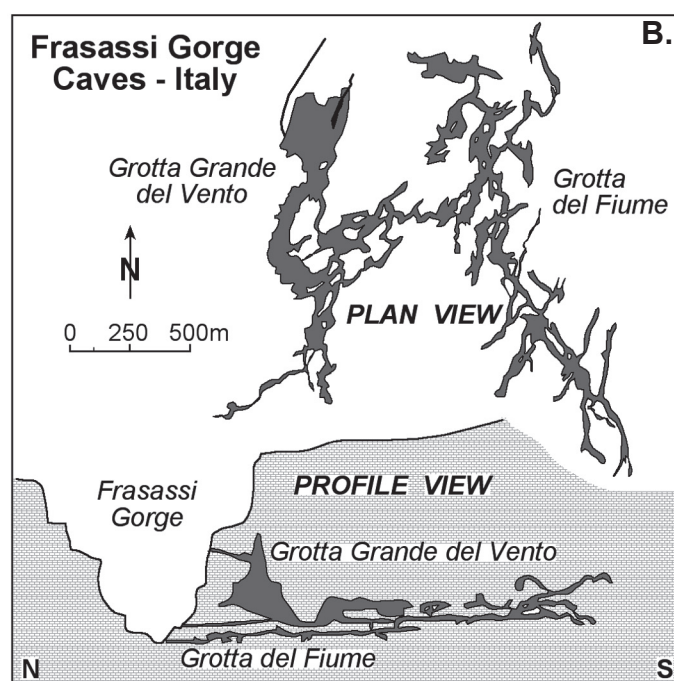 B.
Frasassi Gorge
Caves - Italy
Grotta Grande
del Vento
Grotta
del Fiume
N
0 250 500m
PLAN VIEW
PROFILE VIEW
Frasassi
Gorge
Grotta Grande del Vento
Grotta del Fiume
N
S